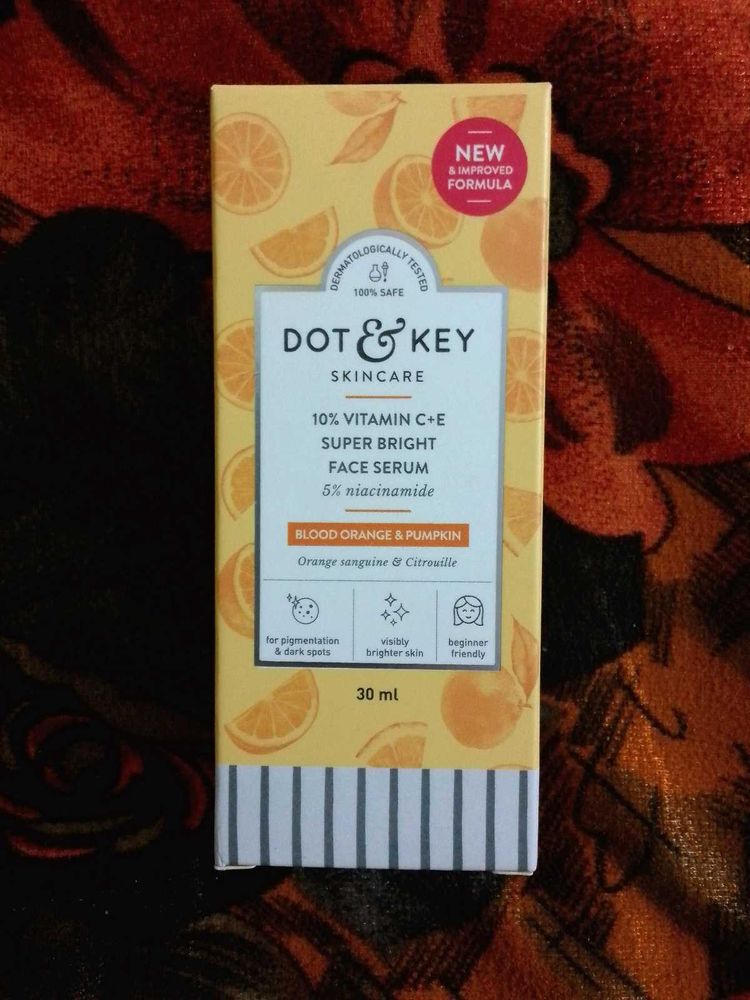 NEW
& IMPROVED
FORMULA
DERMATOLOGICALLY TESTED
100% SAFE
DOT & KEY
SKINCARE
10% VITAMIN C+E
SUPER BRIGHT
FACE SERUM
5% niacinamide
BLOOD ORANGE & PUMPKIN
Orange sanguine & Citrouille
for pigmentation
& dark spots
visibly
brighter skin
beginner
friendly
30 ml